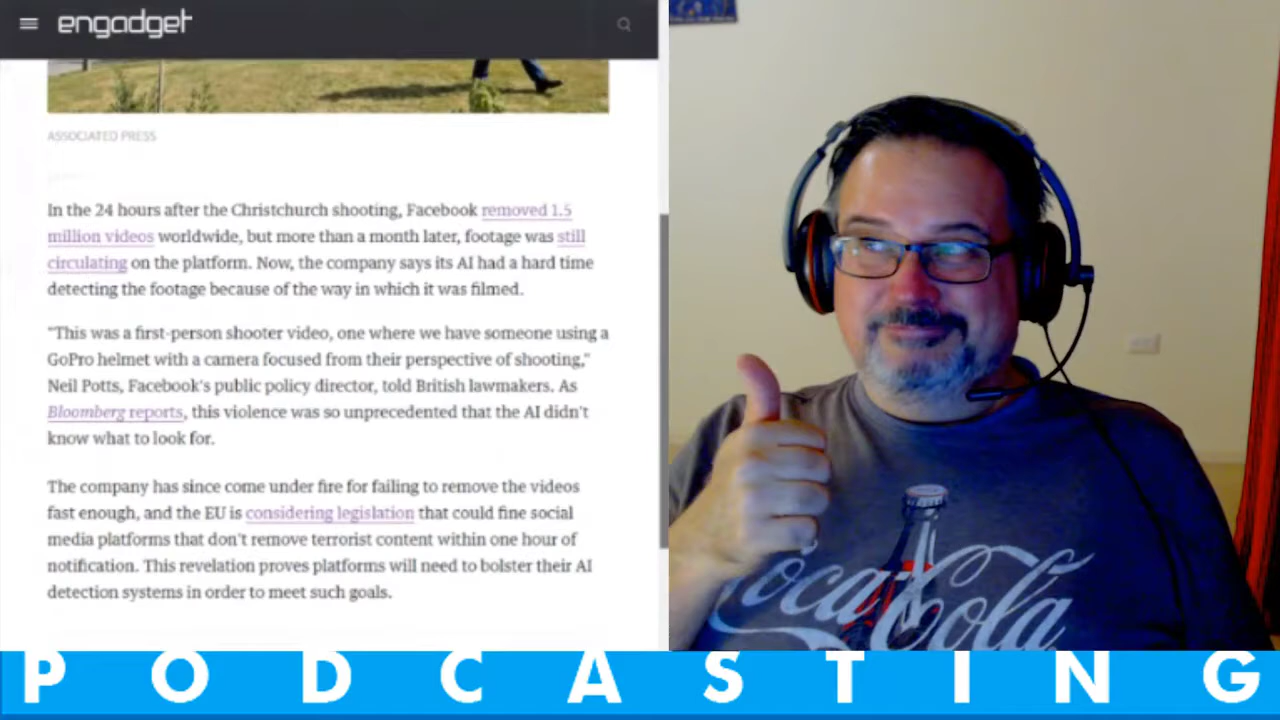 engadget
ASSOCIATED PRESS
In the 24 hours after the Christchurch shooting, Facebook removed 1.5
million videos worldwide, but more than a month later, footage was still
circulating on the platform. Now, the company says its AI had a hard time
detecting the footage because of the way in which it was filmed.
"This was a first-person shooter video, one where we have someone using a
GoPro helmet with a camera focused from their perspective of shooting,"
Neil Potts, Facebook's public policy director, told British lawmakers. As
Bloomberg reports, this violence was so unprecedented that the AI didn't
know what to look for.
The company has since come under fire for failing to remove the videos
fast enough, and the EU is considering legislation that could fine social
media platforms that don't remove terrorist content within one hour of
notification. This revelation proves platforms will need to bolster their AI
detection systems in order to meet such goals.
Coca-Cola
PODCASTING